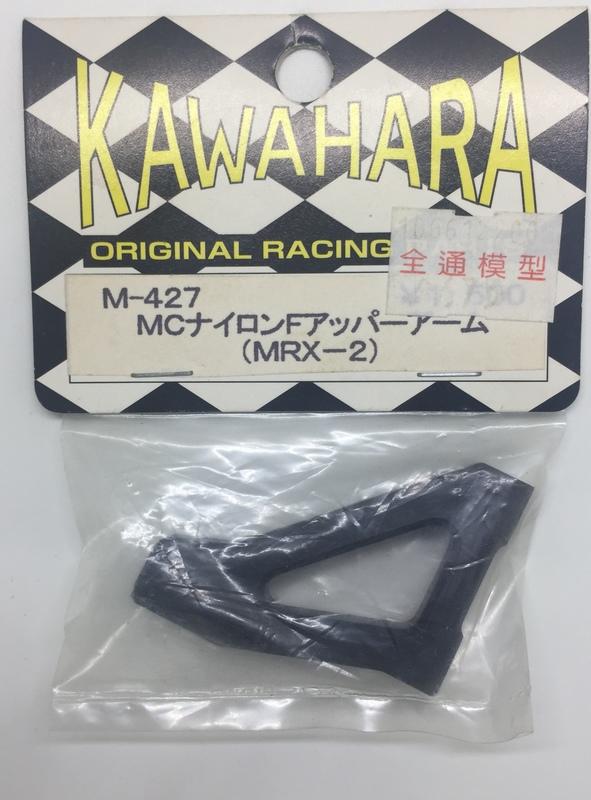 KAWAHARA
ORIGINAL RACING
全通模型
M-427
MCナイロンFアッパーアーム
(MRX-2)